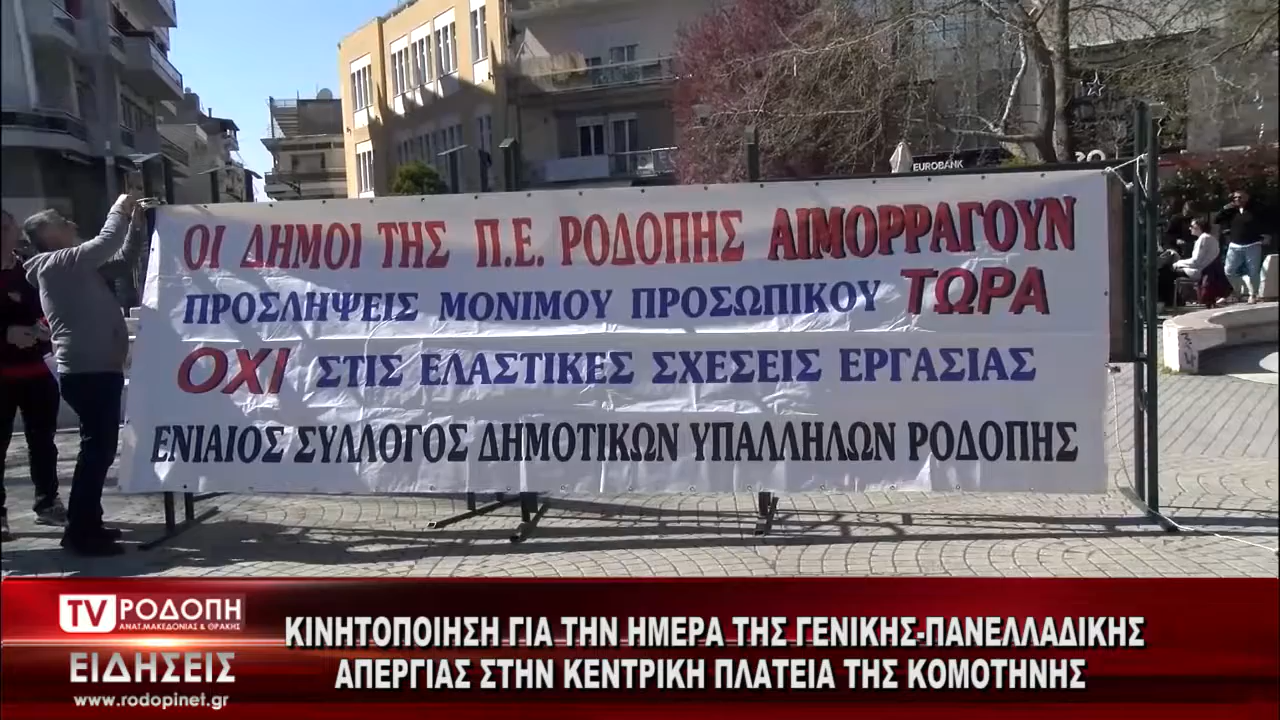 EUROBANK
ΟΙ ΔΗΜΟΙ ΤΗΣ Π.Ε. ΡΟΔΟΠΗΣ ΑΙΜΟΡΡΑΓΟΥΝ
ΠΡΟΣΛΗΨΕΙΣ ΜΟΝΙΜΟΥ ΠΡΟΣΩΠΙΚΟΥ ΤΩΡΑ
ΟΧΙ ΣΤΙΣ ΕΛΑΣΤΙΚΕΣ ΣΧΕΣΕΙΣ ΕΡΓΑΣΙΑΣ
ΕΝΙΑΙΟΣ ΣΥΛΛΟΓΟΣ ΔΗΜΟΤΙΚΩΝ ΥΠΑΛΛΗΛΩΝ ΡΟΔΟΠΗΣ
TV ΡΟΔΟΠΗ
ΑΝΑΤ.ΜΑΚΕΔΟΝΙΑΣ & ΘΡΑΚΗΣ
ΕΙΔΗΣΕΙΣ
www.rodopinet.gr
ΚΙΝΗΤΟΠΟΙΗΣΗ ΓΙΑ ΤΗΝ ΗΜΕΡΑ ΤΗΣ ΓΕΝΙΚΗΣ-ΠΑΝΕΛΛΑΔΙΚΗΣ
ΑΠΕΡΓΙΑΣ ΣΤΗΝ ΚΕΝΤΡΙΚΗ ΠΛΑΤΕΙΑ ΤΗΣ ΚΟΜΟΤΗΝΗΣ